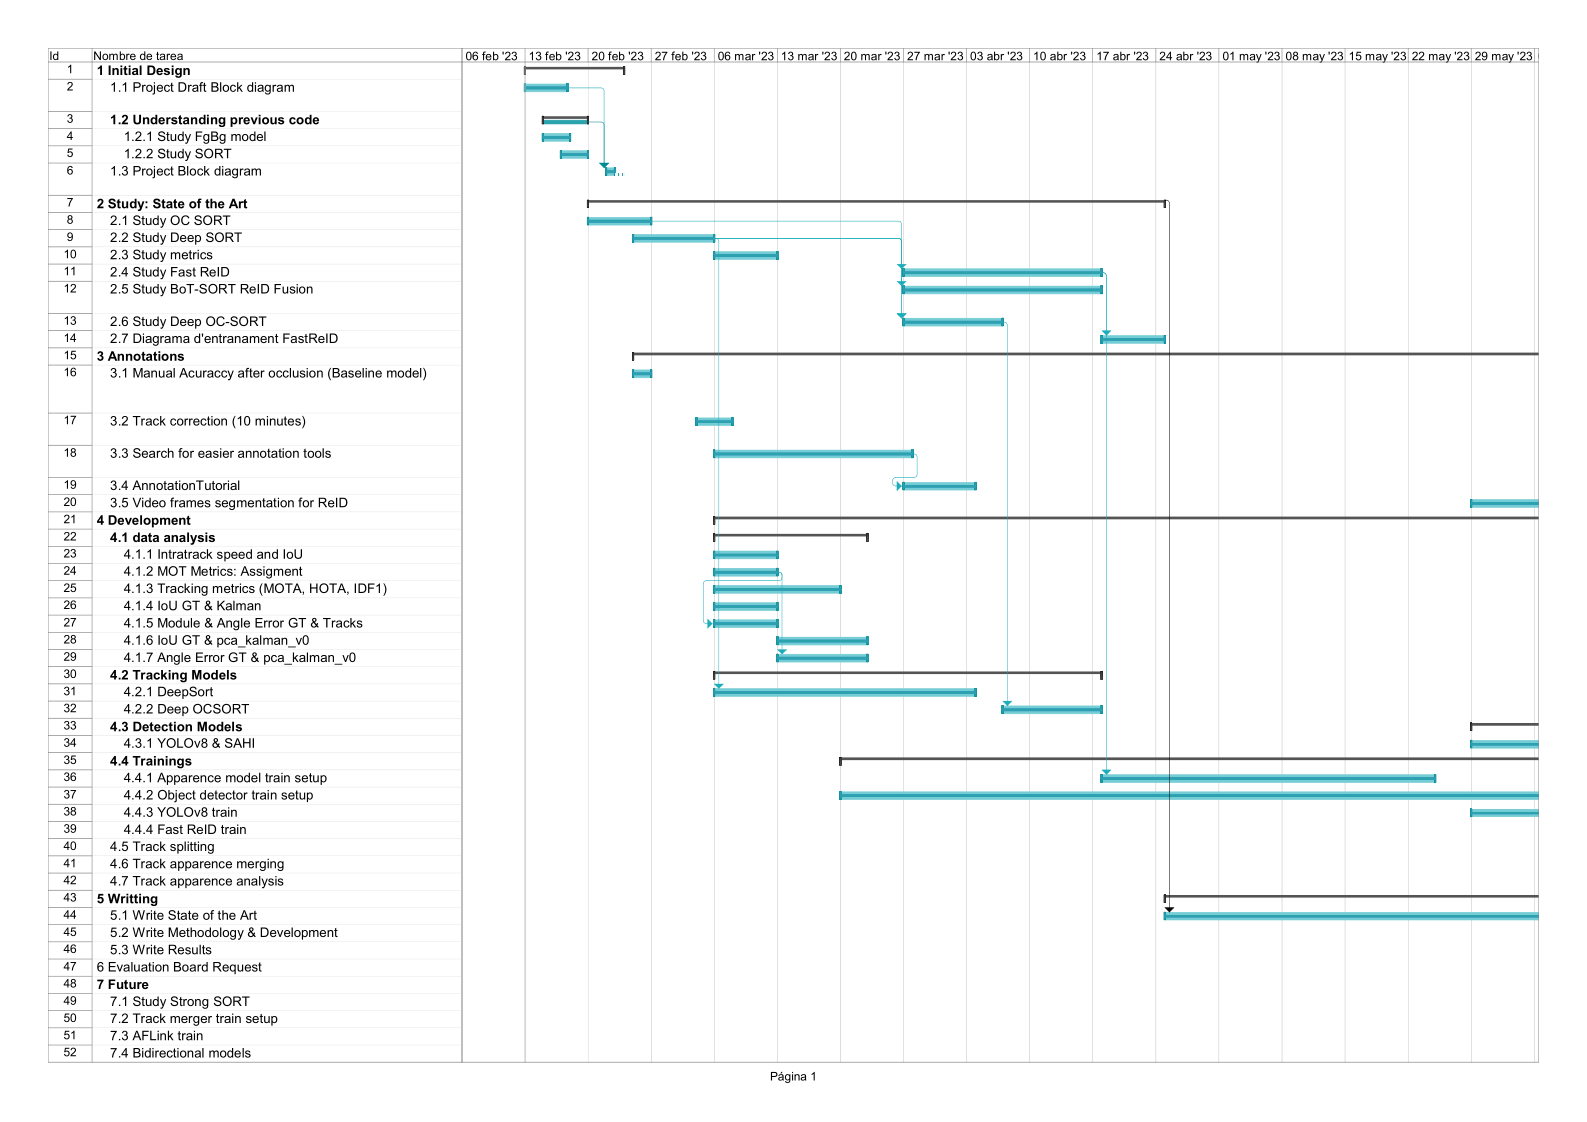 Id Nombre de tarea 06 feb '23 13 feb '23 20 feb '23 27 feb '23 06 mar '23 13 mar '23 20 mar '23 27 mar '23 03 abr '23 10 abr '23 17 abr '23 24 abr '23 01 may '23 08 may '23 15 may '23 22 may '23 29 may '23
1 1 Initial Design
2 1.1 Project Draft Block diagram
3 1.2 Understanding previous code
4 1.2.1 Study FgBg model
5 1.2.2 Study SORT
6 1.3 Project Block diagram
7 2 Study: State of the Art
8 2.1 Study OC SORT
9 2.2 Study Deep SORT
10 2.3 Study metrics
11 2.4 Study Fast ReID
12 2.5 Study BoT-SORT ReID Fusion
13 2.6 Study Deep OC-SORT
14 2.7 Diagrama d'entranament FastReID
15 3 Annotations
16 3.1 Manual Acuraccy after occlusion (Baseline model)
17 3.2 Track correction (10 minutes)
18 3.3 Search for easier annotation tools
19 3.4 AnnotationTutorial
20 3.5 Video frames segmentation for ReID
21 4 Development
22 4.1 data analysis
23 4.1.1 Intratrack speed and IoU
24 4.1.2 MOT Metrics: Assigment
25 4.1.3 Tracking metrics (MOTA, HOTA, IDF1)
26 4.1.4 IoU GT & Kalman
27 4.1.5 Module & Angle Error GT & Tracks
28 4.1.6 IoU GT & pca_kalman_v0
29 4.1.7 Angle Error GT & pca_kalman_v0
30 4.2 Tracking Models
31 4.2.1 DeepSort
32 4.2.2 Deep OCSORT
33 4.3 Detection Models
34 4.3.1 YOLOv8 & SAHI
35 4.4 Trainings
36 4.4.1 Apparence model train setup
37 4.4.2 Object detector train setup
38 4.4.3 YOLOv8 train
39 4.4.4 Fast ReID train
40 4.5 Track splitting
41 4.6 Track apparence merging
42 4.7 Track apparence analysis
43 5 Writting
44 5.1 Write State of the Art
45 5.2 Write Methodology & Development
46 5.3 Write Results
47 6 Evaluation Board Request
48 7 Future
49 7.1 Study Strong SORT
50 7.2 Track merger train setup
51 7.3 AFLink train
52 7.4 Bidirectional models
Página 1